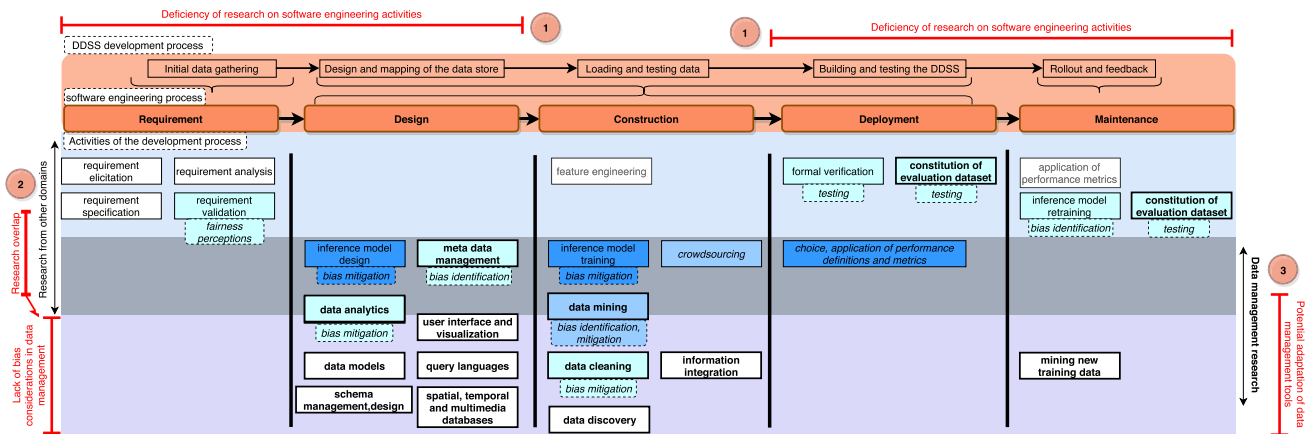 Deficiency of research on software engineering activities
1
1
Deficiency of research on software engineering activities
DDSS development process
Initial data gathering
Design and mapping of the data store
Loading and testing data
Building and testing the DDSS
Rollout and feedback
software engineering process
Requirement
Design
Construction
Deployment
Maintenance
Activities of the development process
requirement
elicitation
requirement analysis
requirement
specification
requirement
validation
fairness
perceptions
feature engineering
formal verification
testing
constitution of
evaluation dataset
testing
application of
performance metrics
inference model
retraining
bias identification
constitution of
evaluation dataset
testing
inference model
design
bias mitigation
meta data
management
bias identification
inference model
training
bias mitigation
crowdsourcing
choice, application of performance
definitions and metrics
data analytics
bias mitigation
user interface and
visualization
data mining
bias identification,
mitigation
data models
query languages
data cleaning
bias mitigation
information
integration
mining new
training data
schema
management,design
spatial, temporal
and multimedia
databases
data discovery
2
Research overlap
Research from other domains
Lack of bias
considerations in data
management
3
Data management research
Potential adaptation of data
management tools